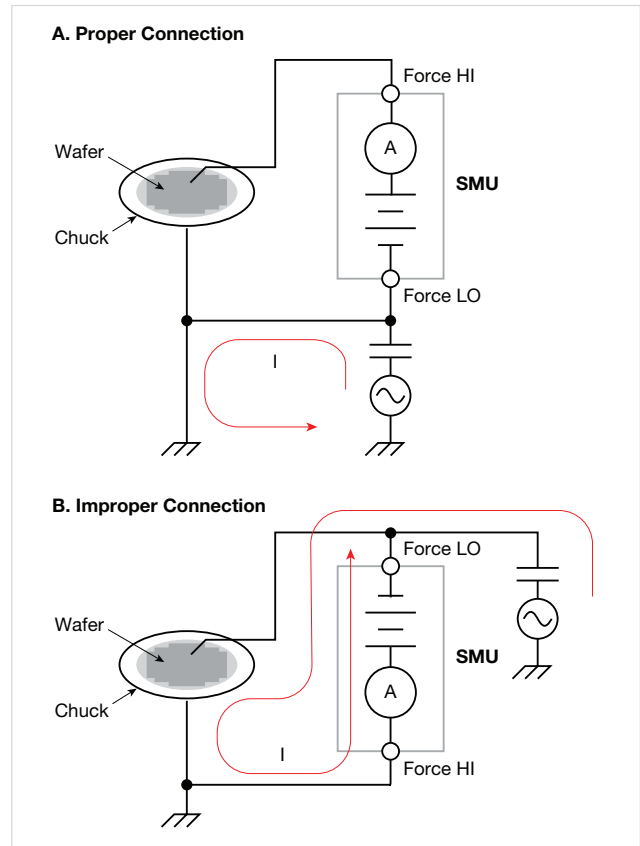 A. Proper Connection
Force HI
A
Wafer
SMU
Chuck
Force LO
I
B. Improper Connection
Force LO
Wafer
SMU
A
Chuck
I
Force HI